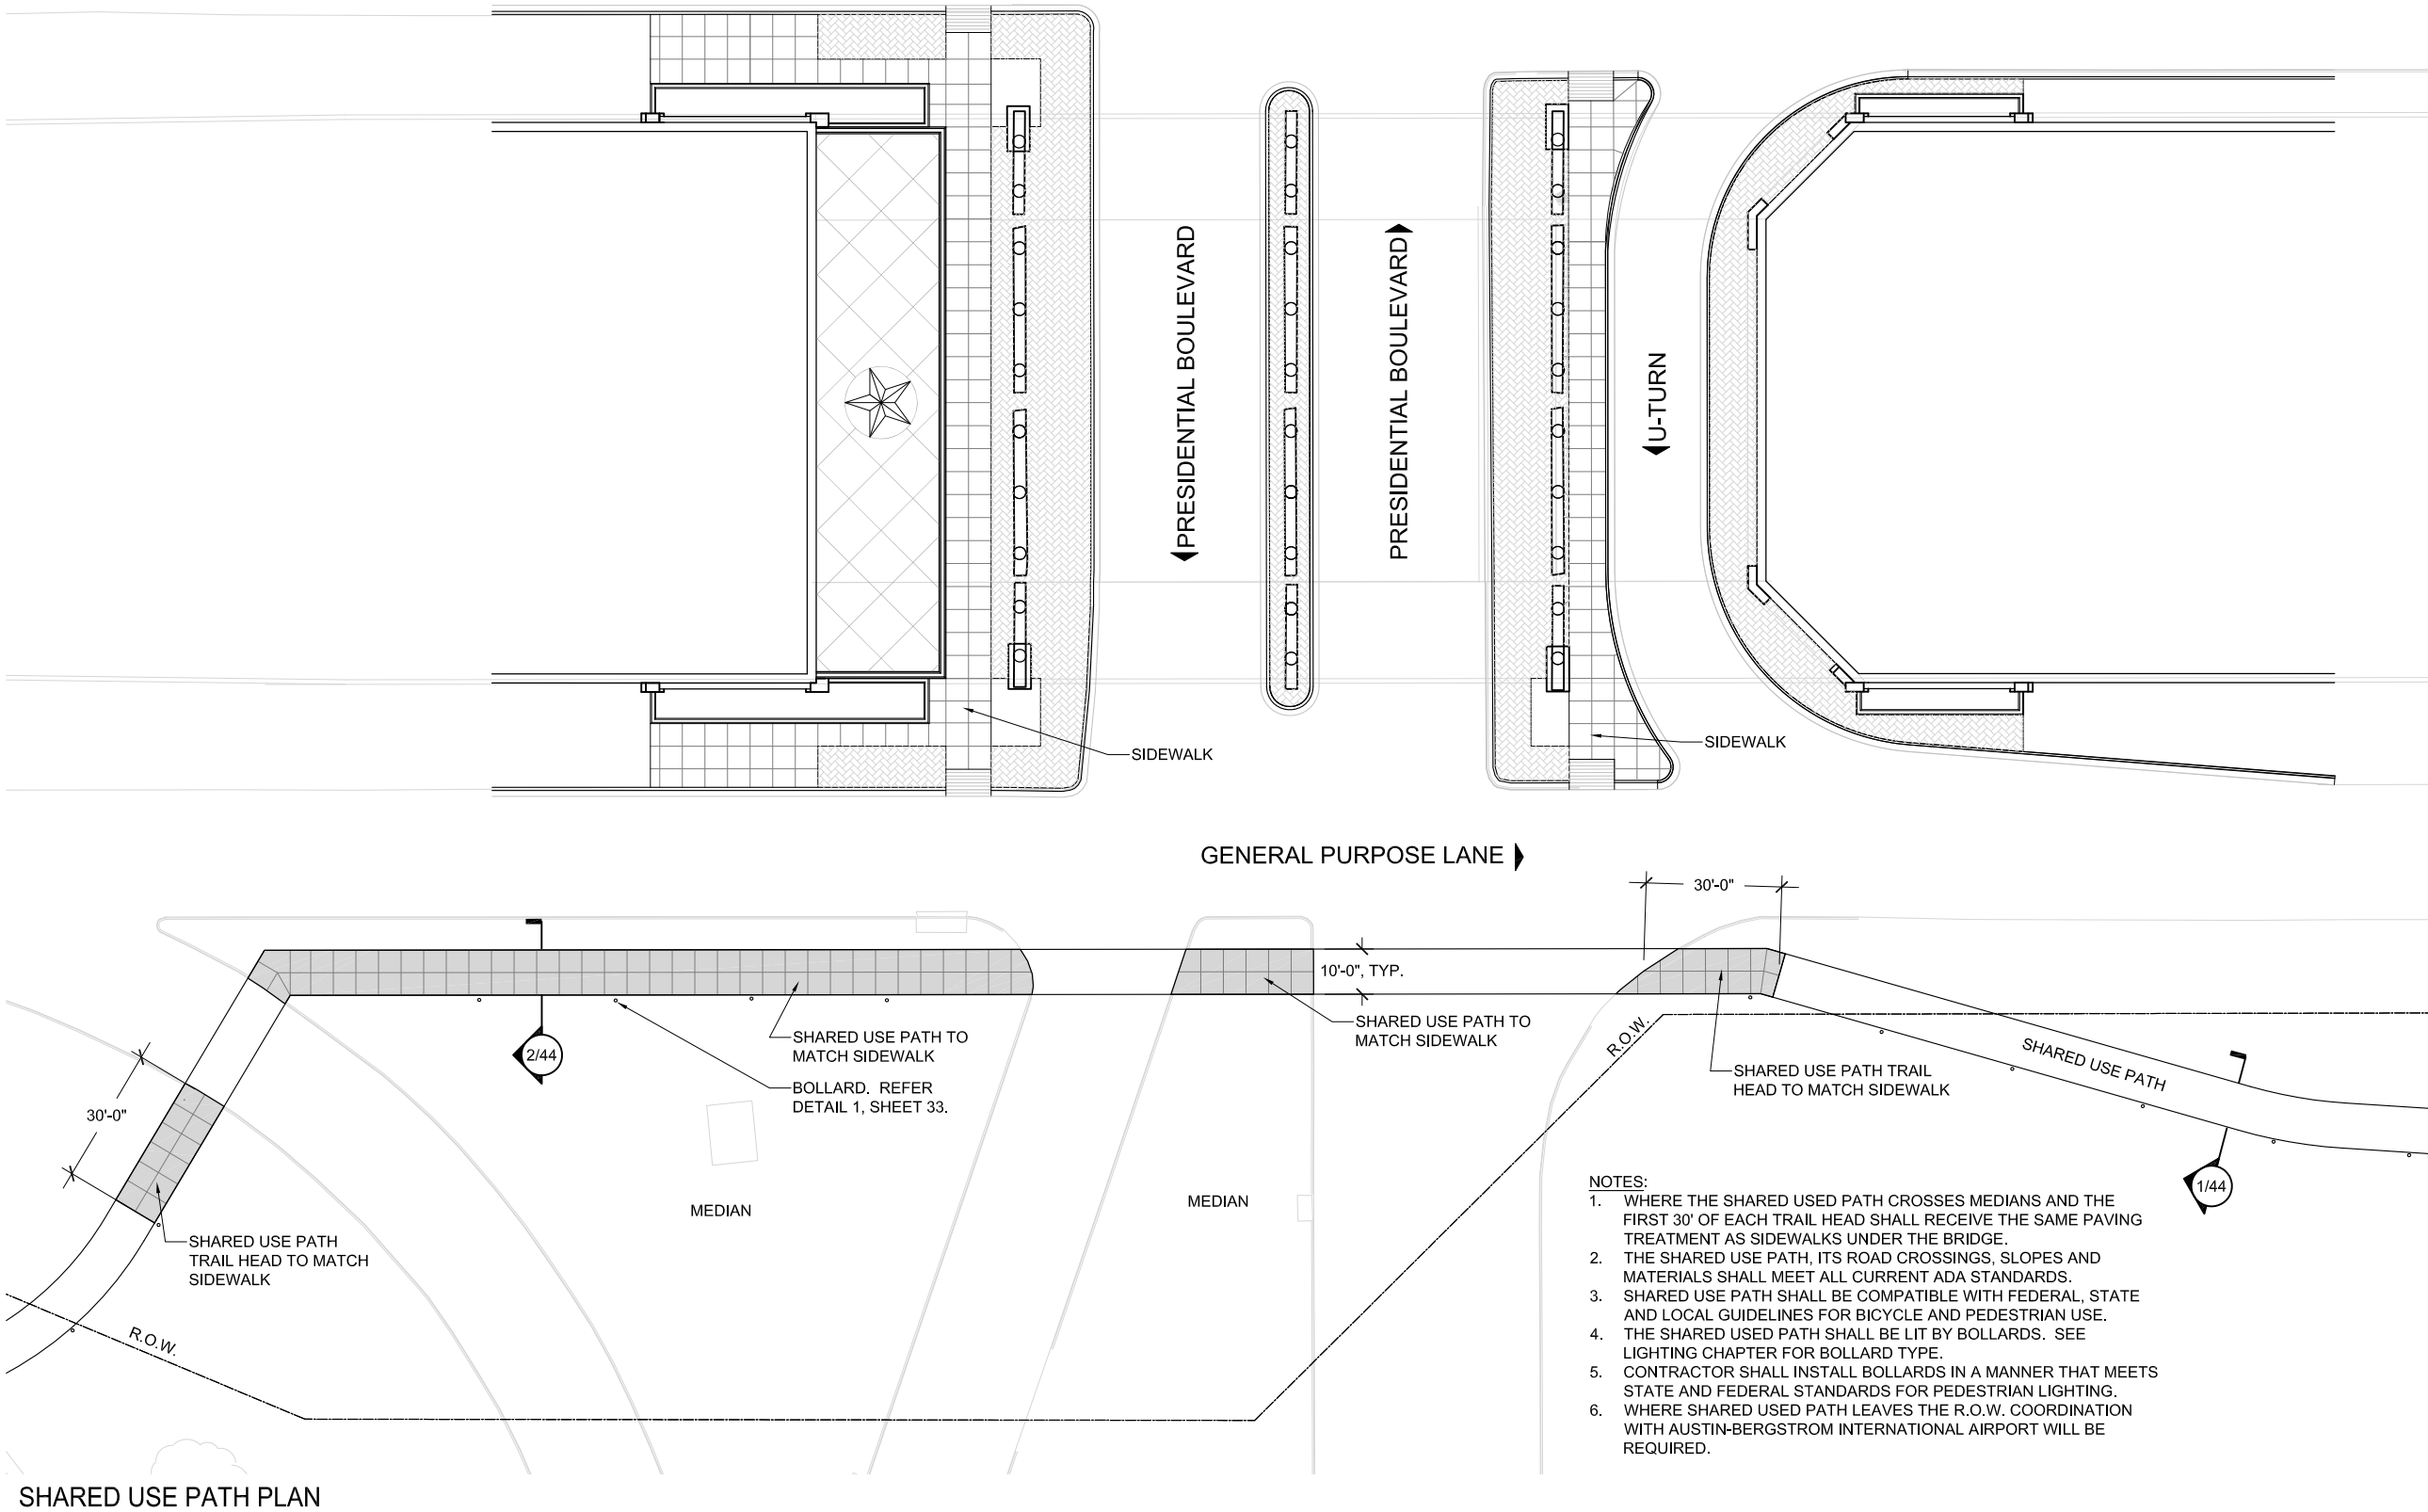 PRESIDENTIAL BOULEVARD
PRESIDENTIAL BOULEVARD
U-TURN
SIDEWALK
SIDEWALK
GENERAL PURPOSE LANE
30'-0"
10'-0", TYP.
SHARED USE PATH TO
MATCH SIDEWALK
2/44
BOLLARD. REFER
DETAIL 1, SHEET 33.
SHARED USE PATH TO
MATCH SIDEWALK
R.O.W.
SHARED USE PATH
SHARED USE PATH TRAIL
HEAD TO MATCH SIDEWALK
30'-0"
1/44
MEDIAN
MEDIAN
SHARED USE PATH
TRAIL HEAD TO MATCH
SIDEWALK
R.O.W.
NOTES:
1. WHERE THE SHARED USED PATH CROSSES MEDIANS AND THE
FIRST 30' OF EACH TRAIL HEAD SHALL RECEIVE THE SAME PAVING
TREATMENT AS SIDEWALKS UNDER THE BRIDGE.
2. THE SHARED USE PATH, ITS ROAD CROSSINGS, SLOPES AND
MATERIALS SHALL MEET ALL CURRENT ADA STANDARDS.
3. SHARED USE PATH SHALL BE COMPATIBLE WITH FEDERAL, STATE
AND LOCAL GUIDELINES FOR BICYCLE AND PEDESTRIAN USE.
4. THE SHARED USED PATH SHALL BE LIT BY BOLLARDS. SEE
LIGHTING CHAPTER FOR BOLLARD TYPE.
5. CONTRACTOR SHALL INSTALL BOLLARDS IN A MANNER THAT MEETS
STATE AND FEDERAL STANDARDS FOR PEDESTRIAN LIGHTING.
6. WHERE SHARED USED PATH LEAVES THE R.O.W. COORDINATION
WITH AUSTIN-BERGSTROM INTERNATIONAL AIRPORT WILL BE
REQUIRED.
SHARED USE PATH PLAN